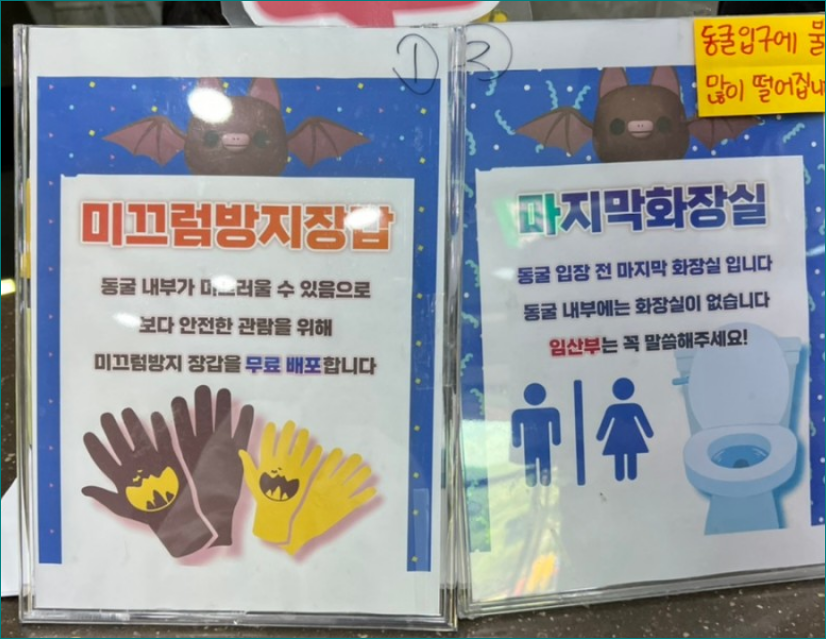 ①
미끄럼방지장갑
동굴 내부가 미끄러울 수 있음으로
보다 안전한 관람을 위해
미끄럼방지 장갑을 무료 배포합니다
③
마지막화장실
동굴 입장 전 마지막 화장실 입니다
동굴 내부에는 화장실이 없습니다
임산부는 꼭 말씀해주세요!
동굴입구에
많이 떨어집니